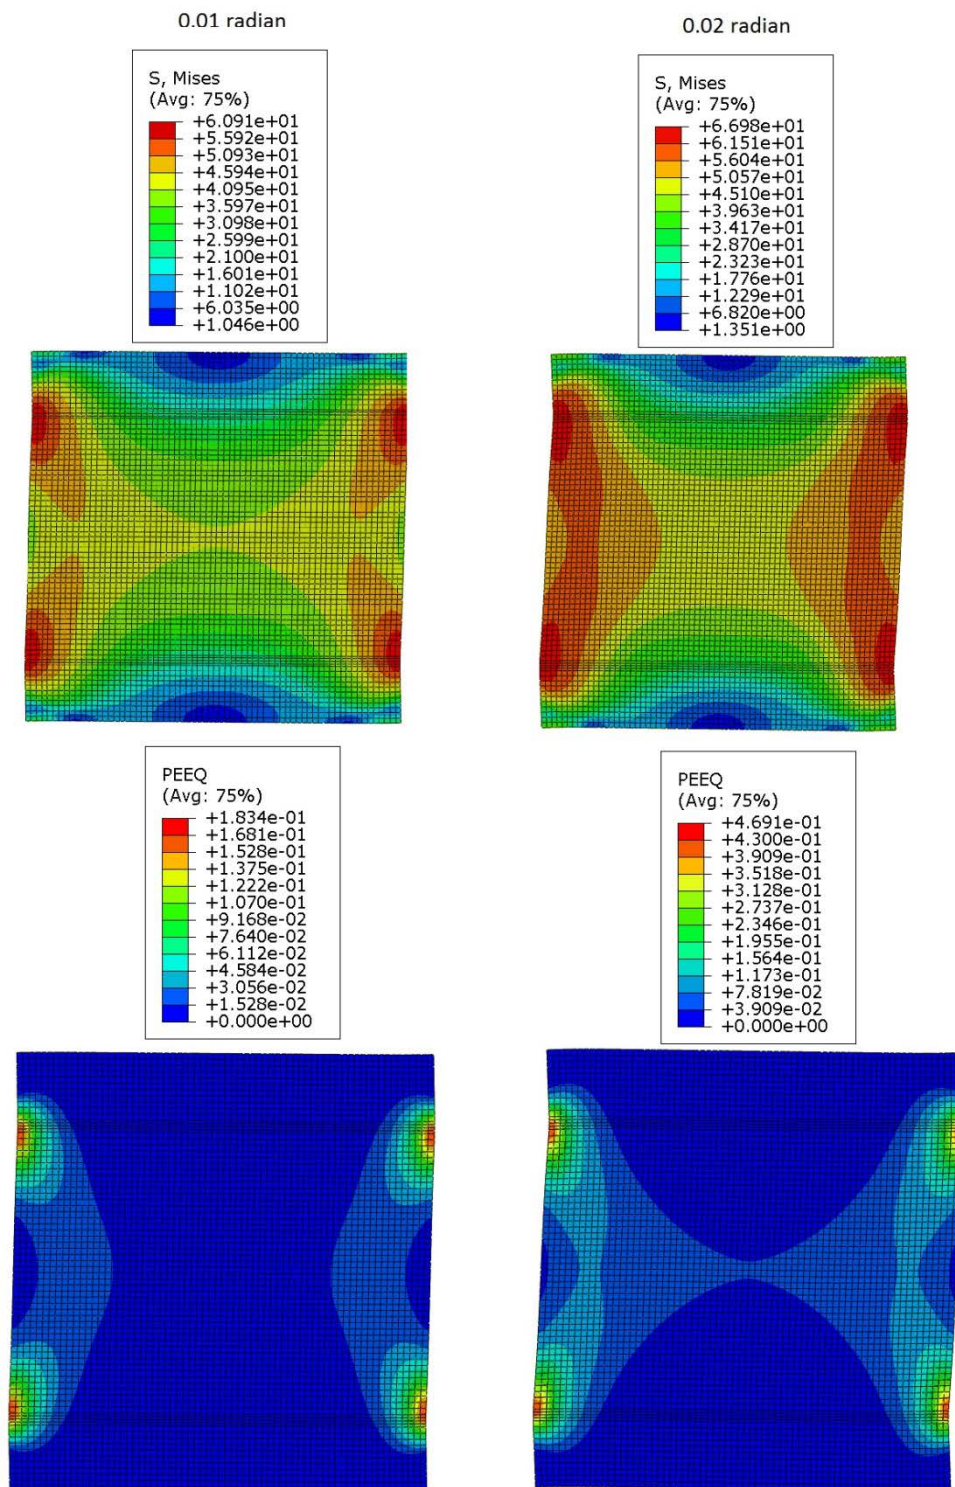 0.01 radian
0.02 radian
S, Mises
(Avg: 75%)
+6.091e+01
+5.592e+01
+5.093e+01
+4.594e+01
+4.095e+01
+3.597e+01
+3.098e+01
+2.599e+01
+2.100e+01
+1.601e+01
+1.102e+01
+6.035e+00
+1.046e+00
S, Mises
(Avg: 75%)
+6.698e+01
+6.151e+01
+5.604e+01
+5.057e+01
+4.510e+01
+3.963e+01
+3.417e+01
+2.870e+01
+2.323e+01
+1.776e+01
+1.229e+01
+6.820e+00
+1.351e+00
PEEQ
(Avg: 75%)
+1.834e-01
+1.681e-01
+1.528e-01
+1.375e-01
+1.222e-01
+1.070e-01
+9.168e-02
+7.640e-02
+6.112e-02
+4.584e-02
+3.056e-02
+1.528e-02
+0.000e+00
PEEQ
(Avg: 75%)
+4.691e-01
+4.300e-01
+3.909e-01
+3.518e-01
+3.128e-01
+2.737e-01
+2.346e-01
+1.955e-01
+1.564e-01
+1.173e-01
+7.819e-02
+3.909e-02
+0.000e+00